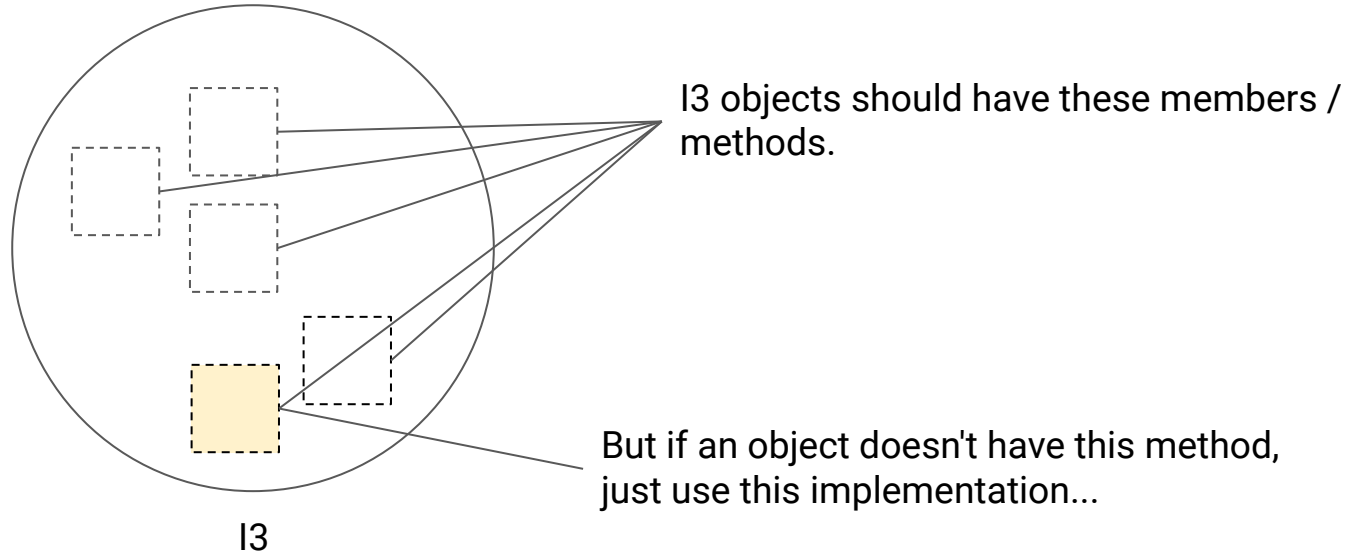 I3 objects should have these members /
methods.
But if an object doesn't have this method,
just use this implementation...
I3